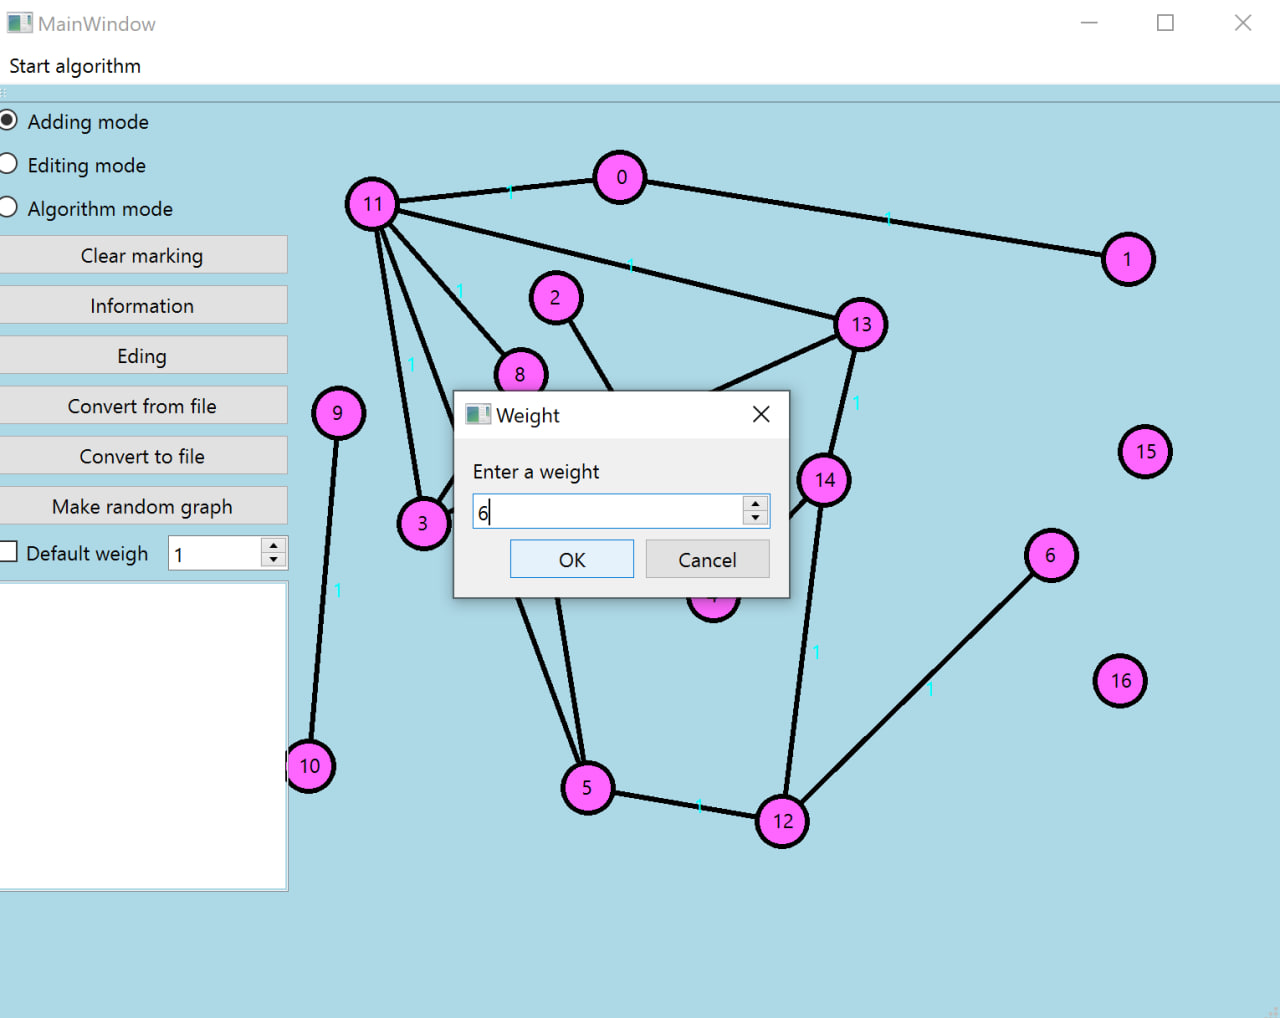 MainWindow
Start algorithm
Adding mode
Editing mode
Algorithm mode
Clear marking
Information
Eding
Convert from file
Convert to file
Make random graph
Default weigh 1
0
1
11
1
1
1
2
1
13
1
8
1
9
Weight
Enter a weight
6
OK
Cancel
15
14
3
6
1
1
16
1
10
5
1
12